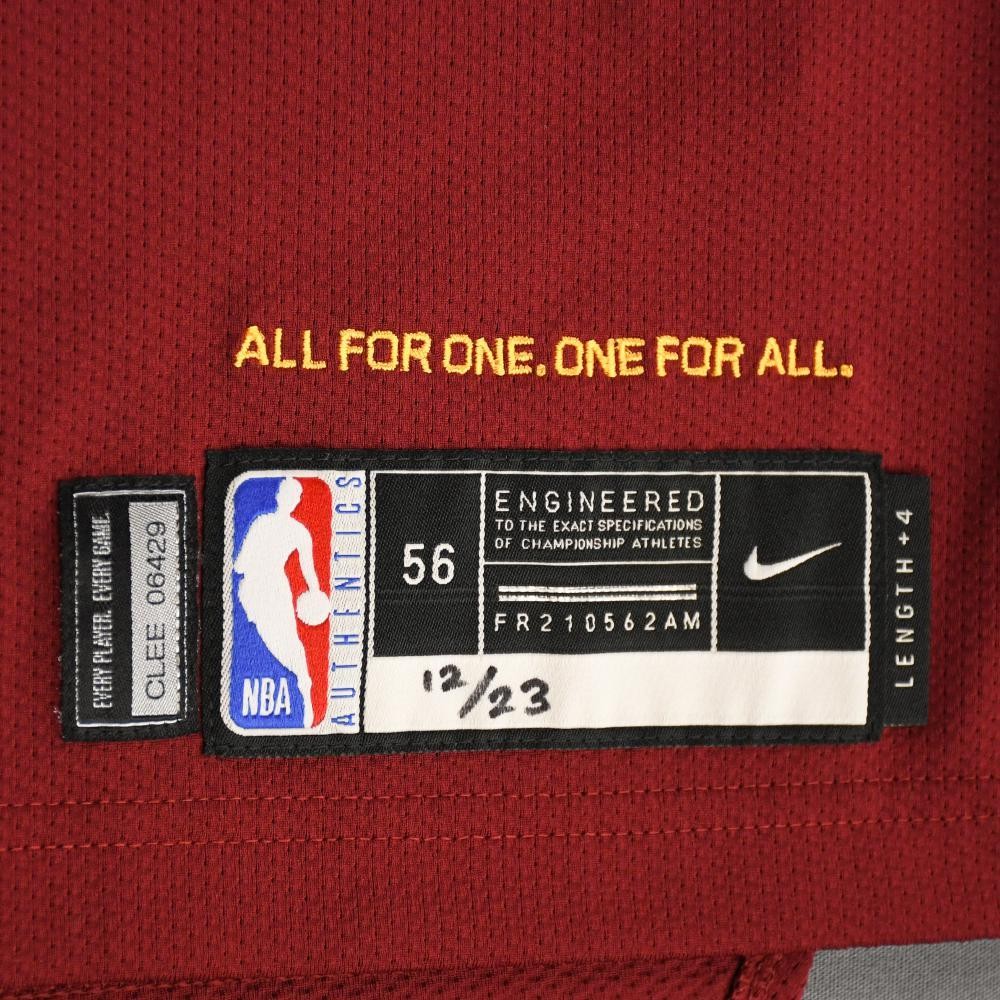 ALL FOR ONE. ONE FOR ALL.
EVERY PLAYER. EVERY GAME.
CLEE 06429
NBA
AUTHENTICS
56
ENGINEERED
TO THE EXACT SPECIFICATIONS
OF CHAMPIONSHIP ATHLETES
FR210562AM
12/23
LENGTH +4